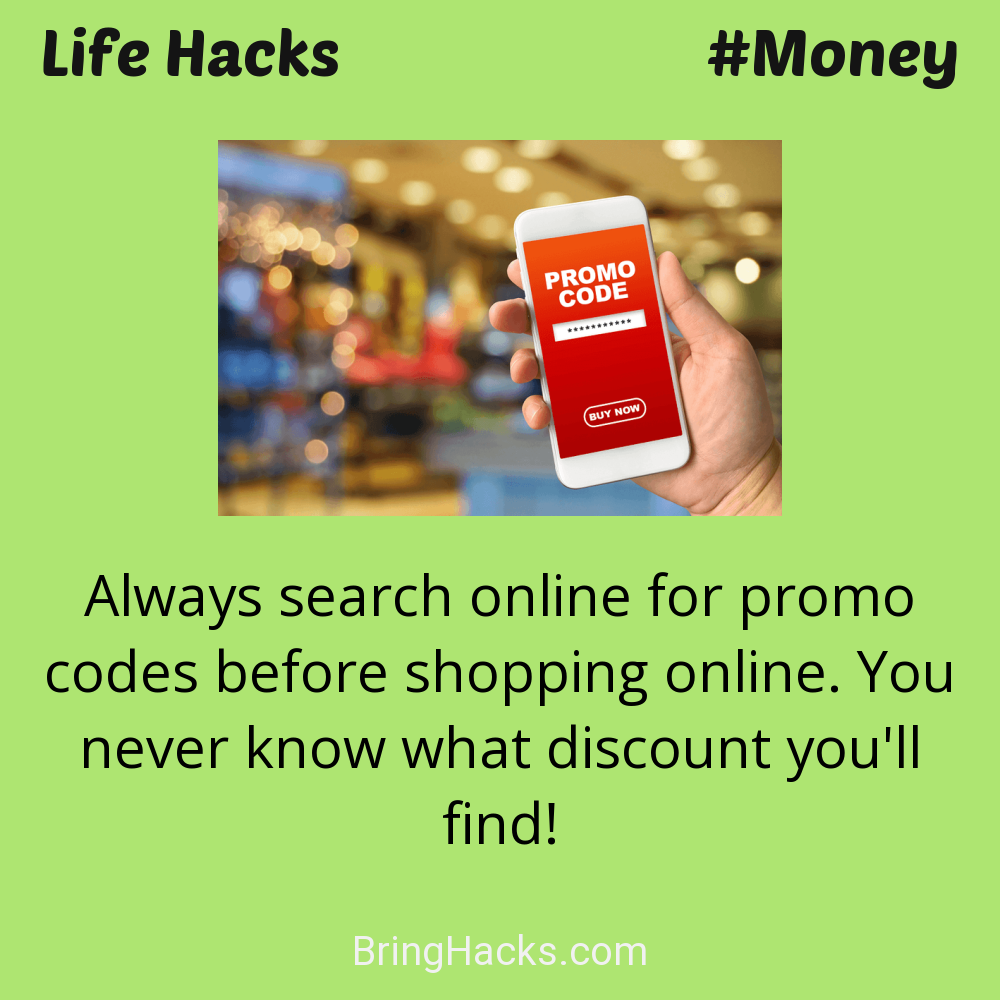 Life Hacks #Money
PROMO
CODE
***********
BUY NOW
Always search online for promo
codes before shopping online. You
never know what discount you'll
find!
BringHacks.com